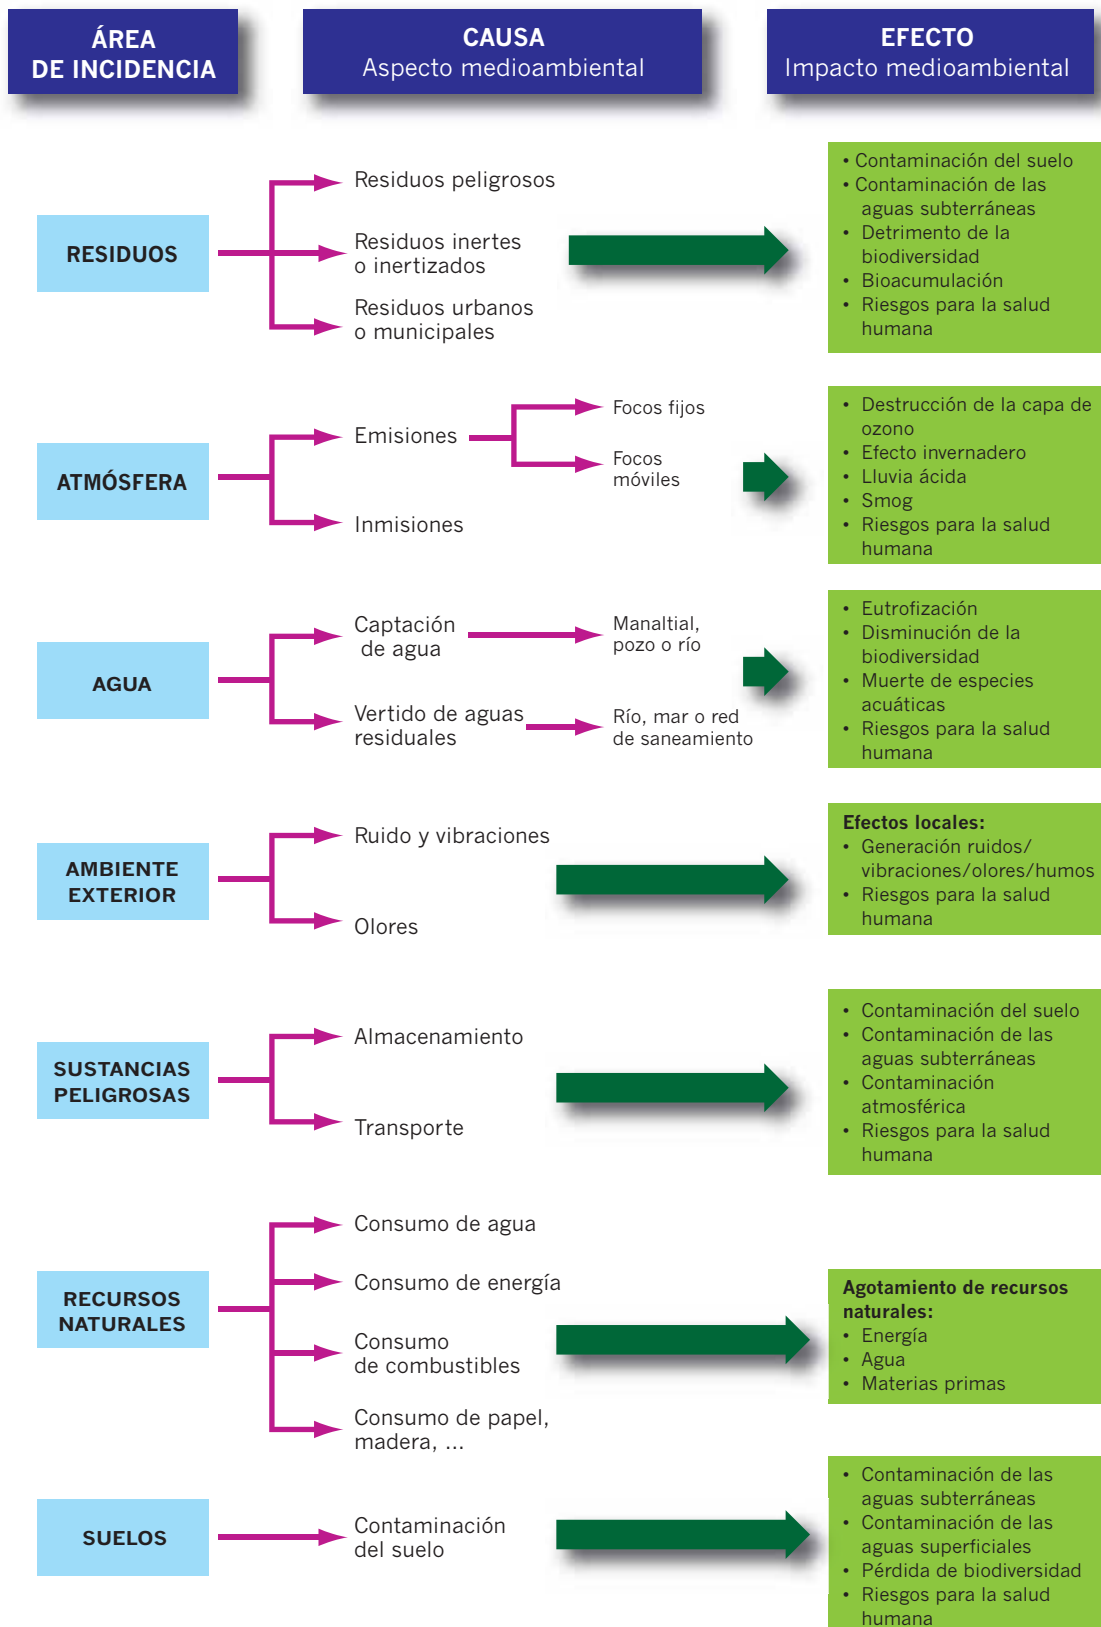 ÁREA
DE INCIDENCIA
CAUSA
Aspecto medioambiental
EFECTO
Impacto medioambiental
RESIDUOS
Residuos peligrosos
Residuos inertes
o inertizados
Residuos urbanos
o municipales
• Contaminación del suelo
• Contaminación de las
aguas subterráneas
• Detrimento de la
biodiversidad
• Bioacumulación
• Riesgos para la salud
humana
ATMÓSFERA
Emisiones
Focos fijos
Focos
móviles
Inmisiones
• Destrucción de la capa de
ozono
• Efecto invernadero
• Lluvia ácida
• Smog
• Riesgos para la salud
humana
AGUA
Captación
de agua
Manaltial,
pozo o río
Vertido de aguas
residuales
Río, mar o red
de saneamiento
• Eutrofización
• Disminución de la
biodiversidad
• Muerte de especies
acuáticas
• Riesgos para la salud
humana
AMBIENTE
EXTERIOR
Ruido y vibraciones
Olores
Efectos locales:
• Generación ruidos/
vibraciones/olores/humos
• Riesgos para la salud
humana
SUSTANCIAS
PELIGROSAS
Almacenamiento
Transporte
• Contaminación del suelo
• Contaminación de las
aguas subterráneas
• Contaminación
atmosférica
• Riesgos para la salud
humana
RECURSOS
NATURALES
Consumo de agua
Consumo de energía
Consumo
de combustibles
Consumo de papel,
madera, ...
Agotamiento de recursos
naturales:
• Energía
• Agua
• Materias primas
SUELOS
Contaminación
del suelo
• Contaminación de las
aguas subterráneas
• Contaminación de las
aguas superficiales
• Pérdida de biodiversidad
• Riesgos para la salud
humana